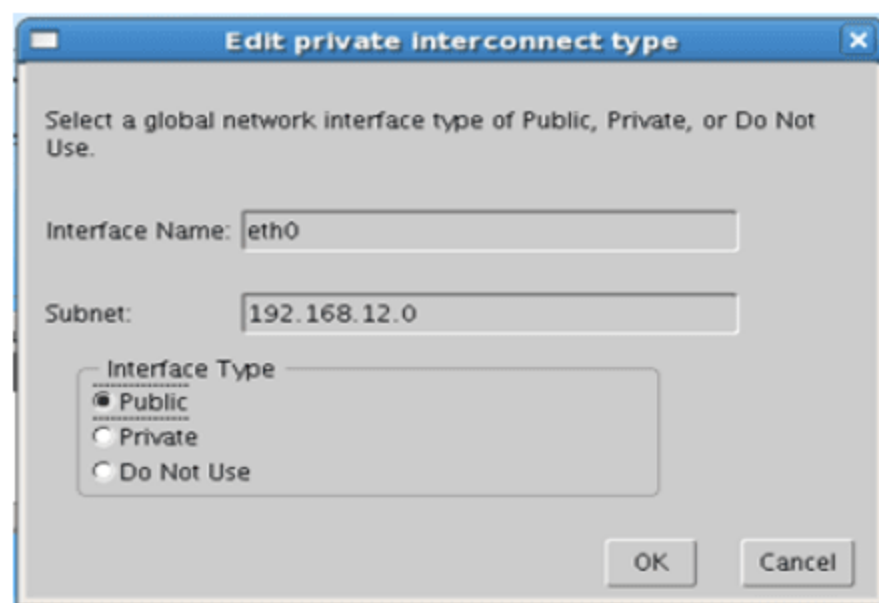 Edit private interconnect type
Select a global network interface type of Public, Private, or Do Not
Use.
Interface Name: eth0
Subnet: 192.168.12.0
Interface Type
Public
Private
Do Not Use
OK Cancel